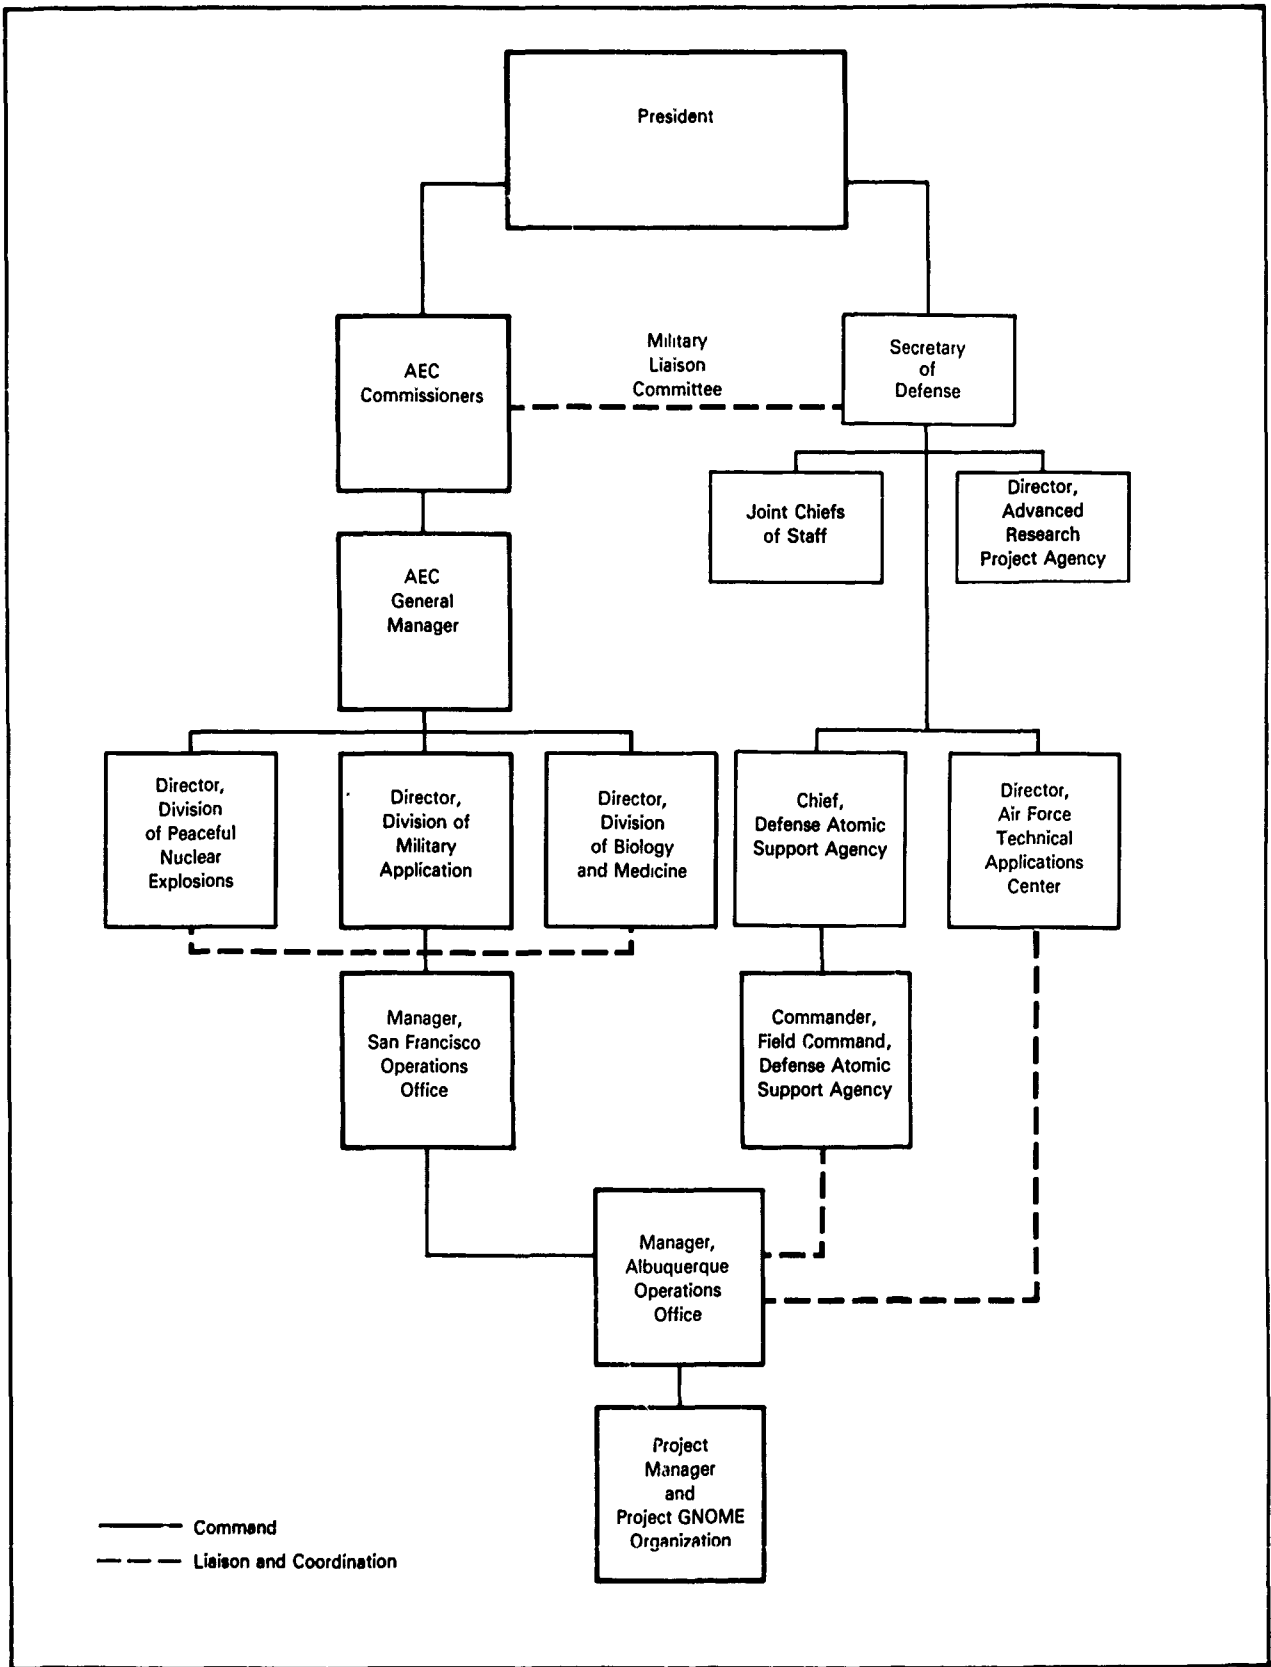 President
AEC
Commissioners
Military
Liaison
Committee
Secretary
of
Defense
Joint Chiefs
of Staff
Director,
Advanced
Research
Project Agency
AEC
General
Manager
Director,
Division
of Peaceful
Nuclear
Explosions
Director,
Division of
Military
Application
Director,
Division
of Biology
and Medicine
Chief,
Defense Atomic
Support Agency
Director,
Air Force
Technical
Applications
Center
Manager,
San Francisco
Operations
Office
Commander,
Field Command,
Defense Atomic
Support Agency
Manager,
Albuquerque
Operations
Office
Project
Manager
and
Project GNOME
Organization
Command
Liaison and Coordination